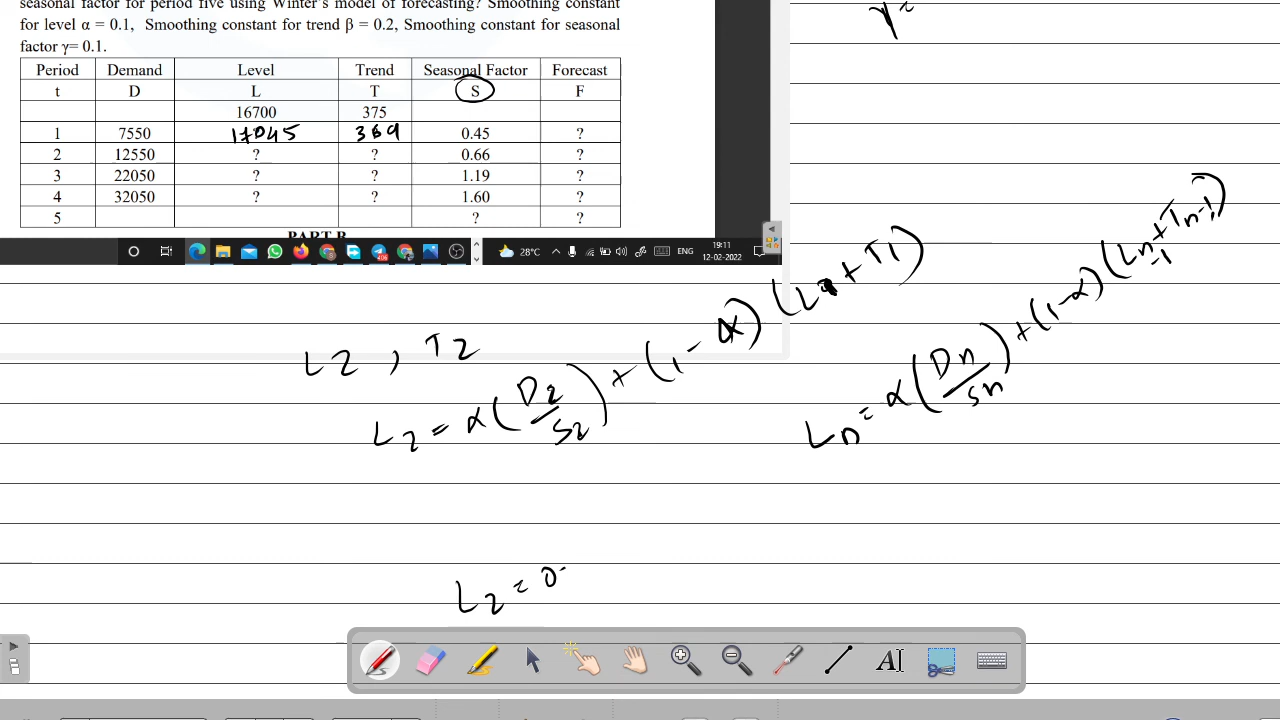 seasonal factor for period five using Winter's model of forecasting? Smoothing constant
for level α = 0.1, Smoothing constant for trend β = 0.2, Smoothing constant for seasonal
factor γ= 0.1.
γ =
Period Demand Level Trend Seasonal Factor Forecast
t D L T S F
16700 375
1 7550 17045 369 0.45 ?
2 12550 ? ? 0.66 ?
3 22050 ? ? 1.19 ?
4 32050 ? ? 1.60 ?
5 ? ?
PART B
28°C ENG 19:11
12-02-2022
L2 , T2
L2 = α(D2/S2) + (1-α)(L1 + T1)
Ln = α(Dn/Sn) + (1-α)(Ln-1 + Tn-1)
L2 = 0.
AI